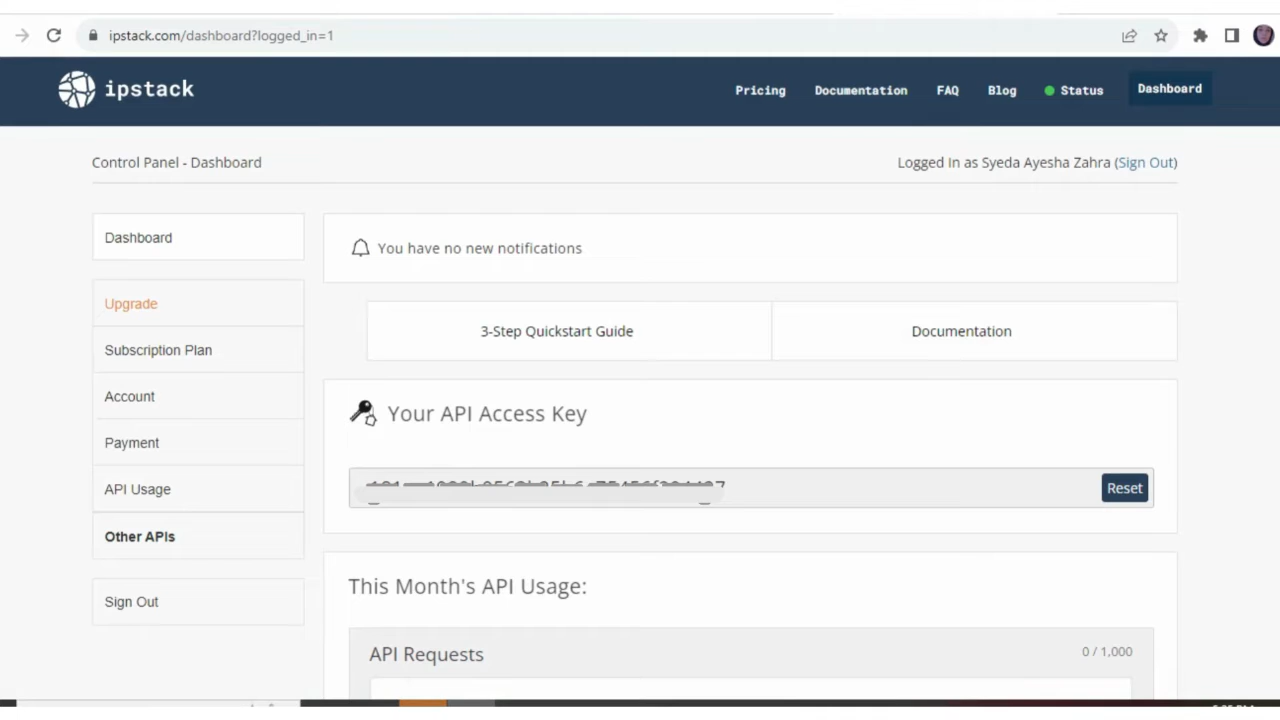 ipstack.com/dashboard?logged_in=1
ipstack
Pricing Documentation FAQ Blog Status Dashboard
Control Panel - Dashboard
Logged In as Syeda Ayesha Zahra (Sign Out)
Dashboard
Upgrade
Subscription Plan
Account
Payment
API Usage
Other APIs
Sign Out
You have no new notifications
3-Step Quickstart Guide
Documentation
Your API Access Key
Reset
This Month's API Usage:
API Requests
0 / 1,000